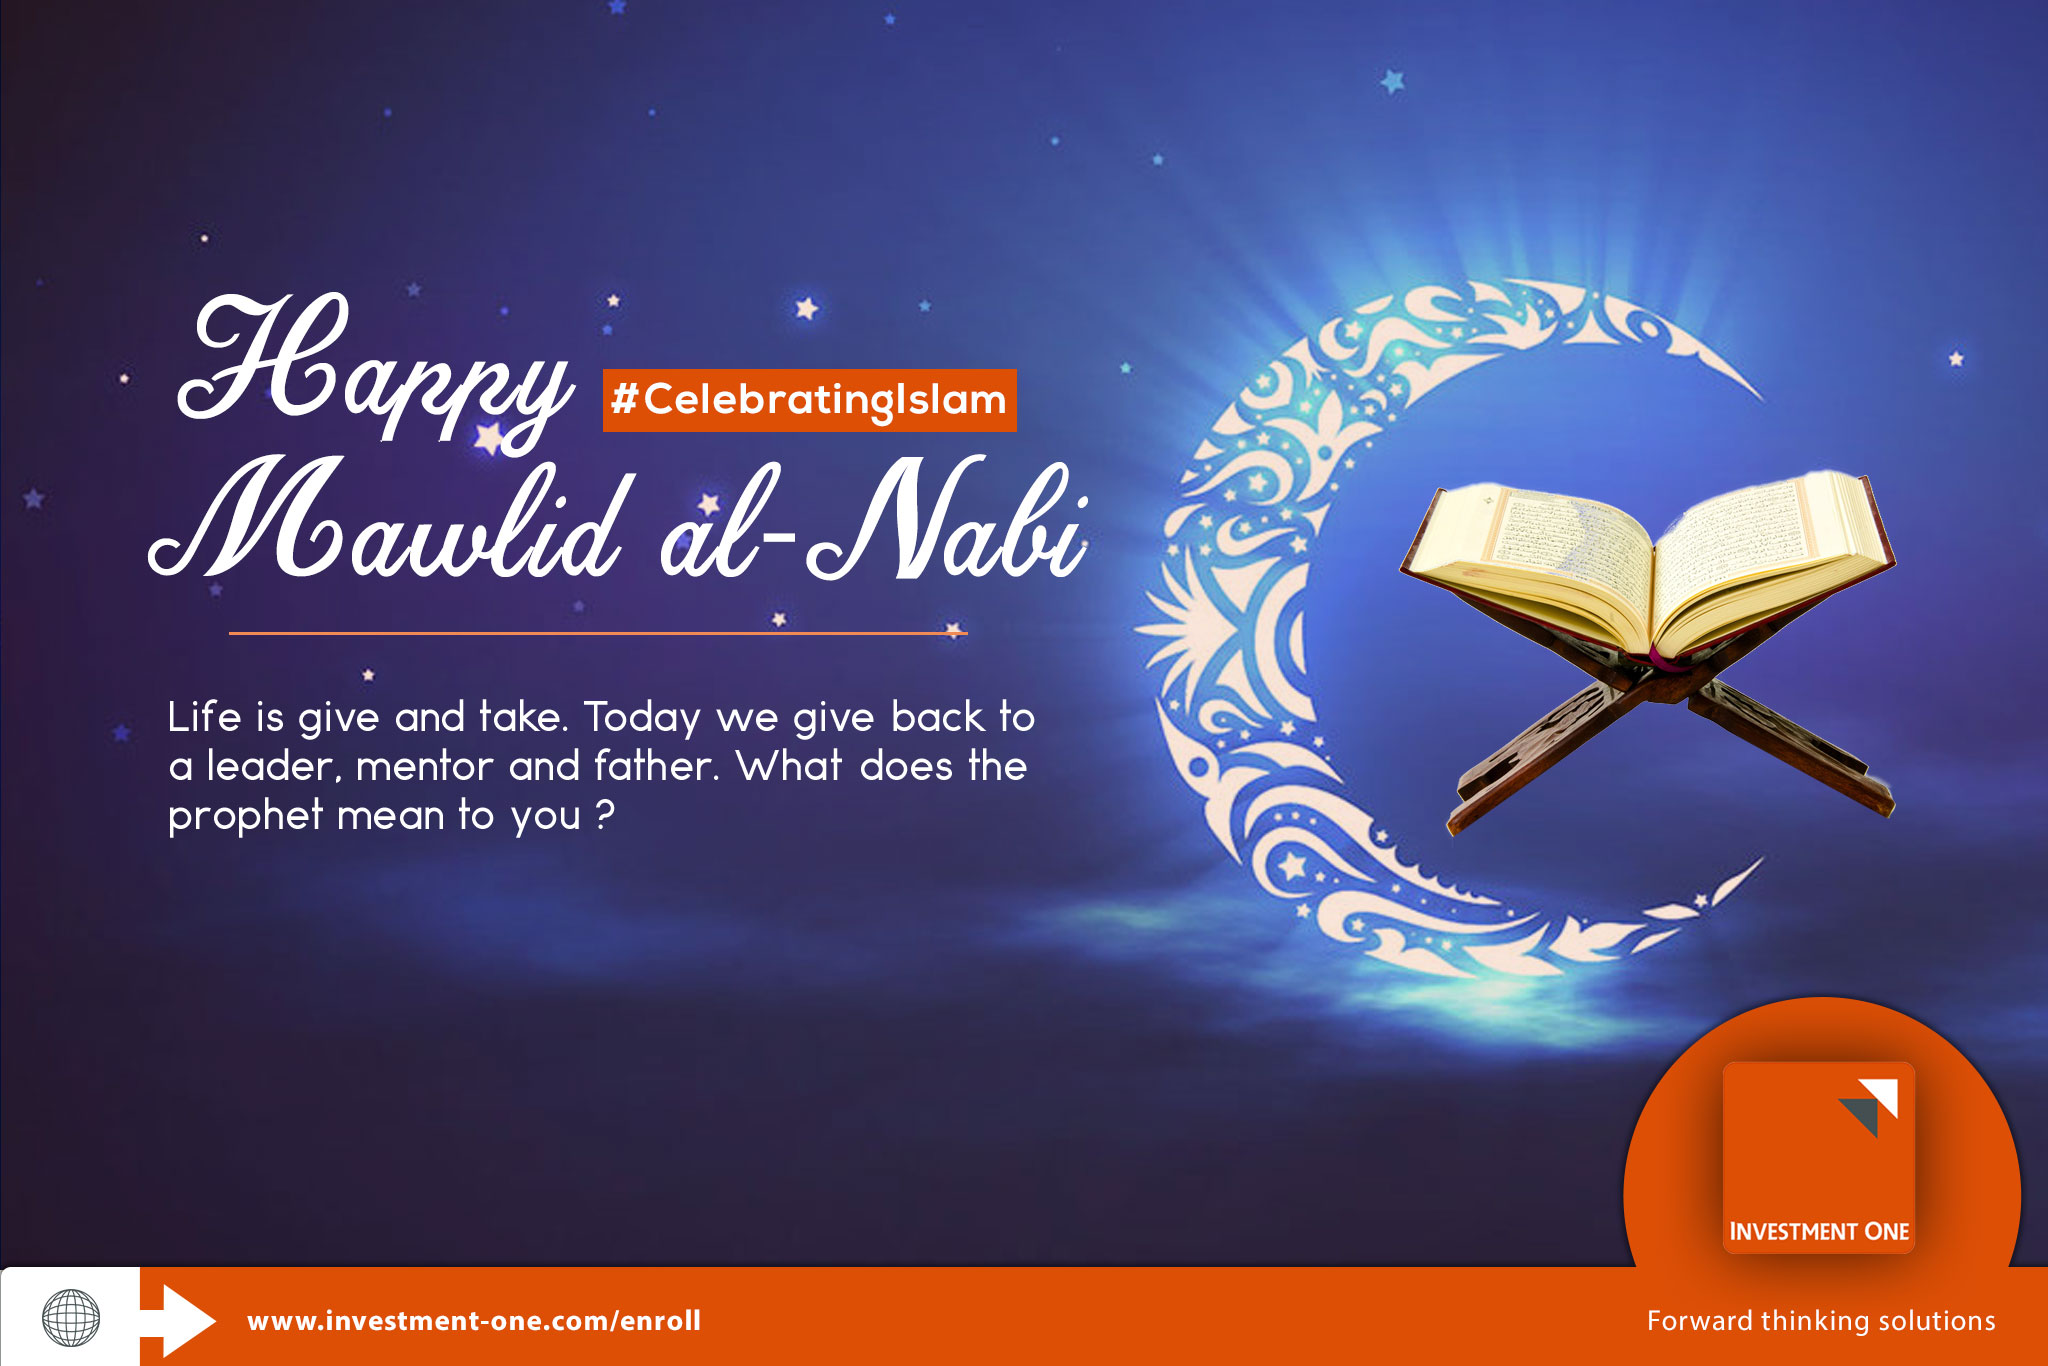 Happy
#CelebratingIslam
Mawlid al-Nabi
Life is give and take. Today we give back to
a leader, mentor and father. What does the
prophet mean to you ?
INVESTMENT ONE
www.investment-one.com/enroll
Forward thinking solutions